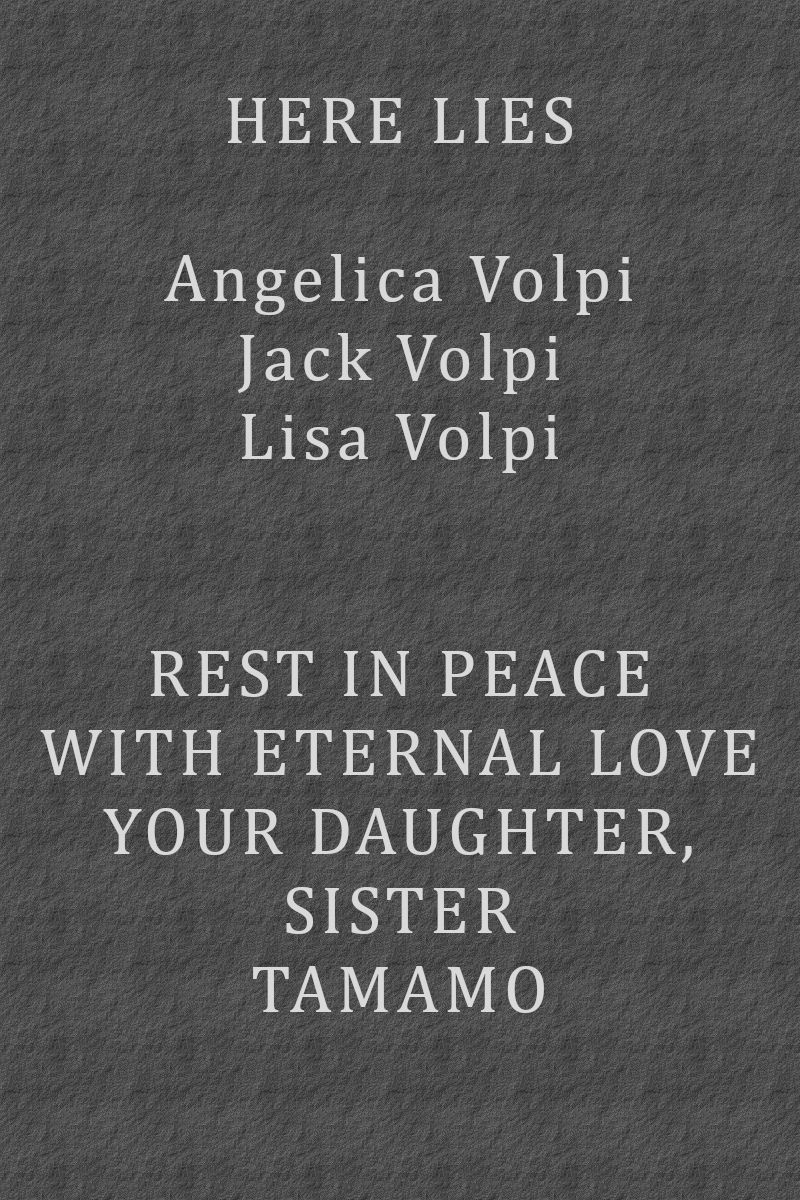 HERE LIES
Angelica Volpi
Jack Volpi
Lisa Volpi
REST IN PEACE
WITH ETERNAL LOVE
YOUR DAUGHTER,
SISTER
TAMAMO